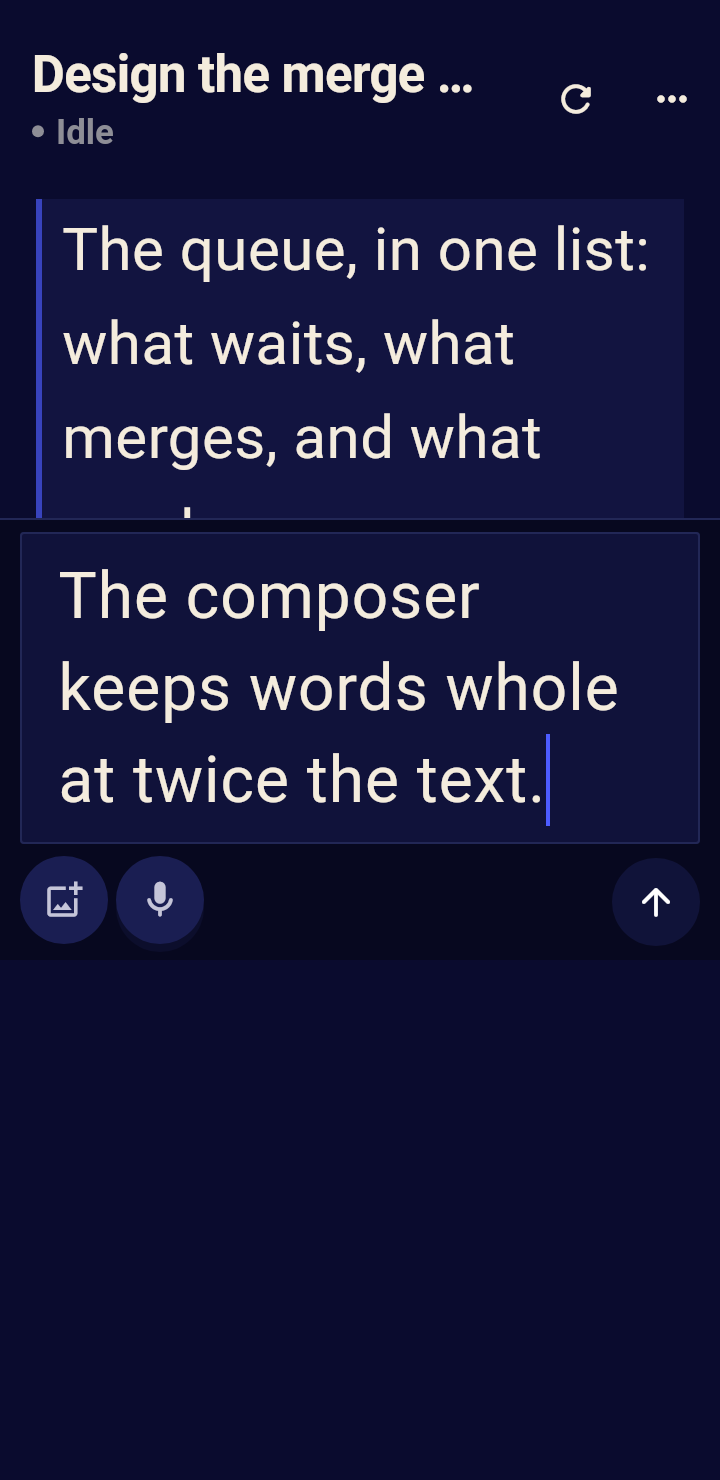 Design the merge ...
Idle
The queue, in one list:
what waits, what
merges, and what
The composer
keeps words whole
at twice the text.